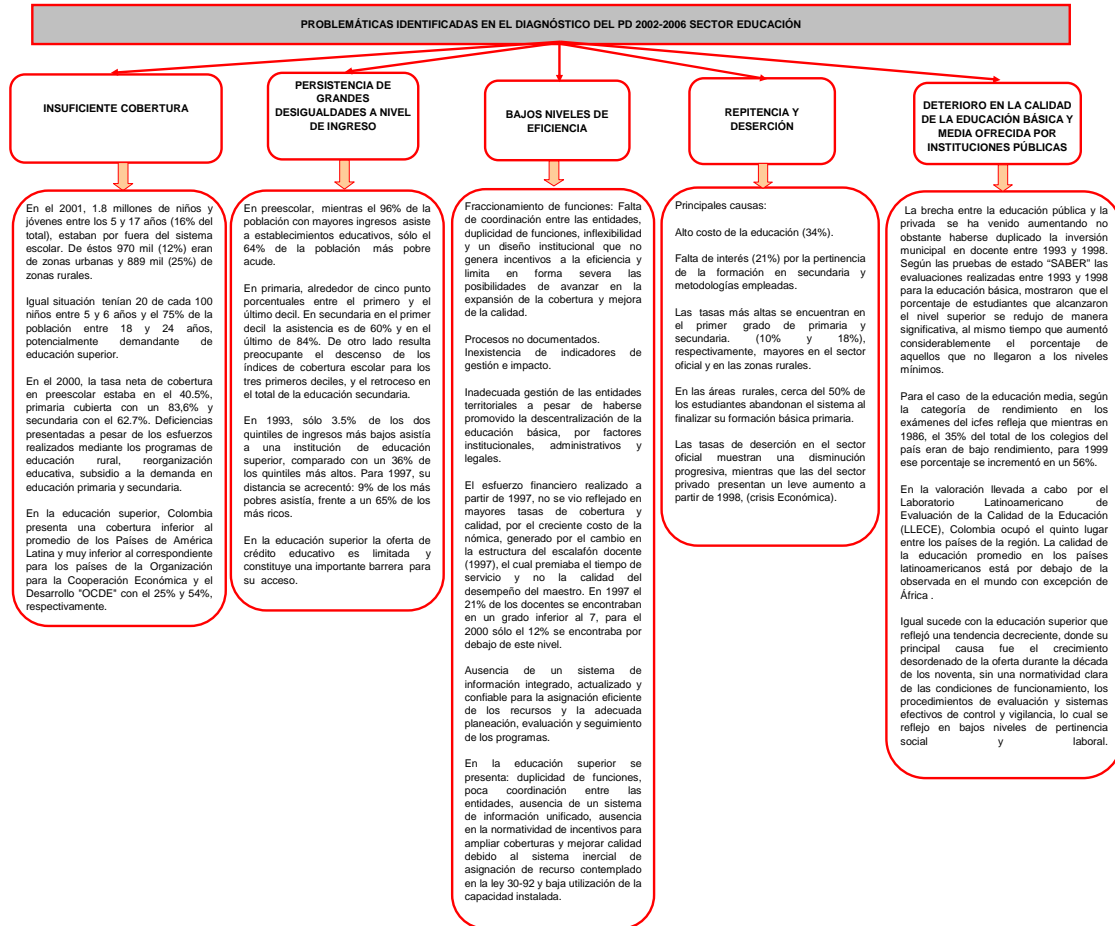 PROBLEMÁTICAS IDENTIFICADAS EN EL DIAGNÓSTICO DEL PD 2002-2006 SECTOR EDUCACIÓN
INSUFICIENTE COBERTURA
En el 2001, 1.8 millones de niños y
jóvenes entre los 5 y 17 años (16% del
total), estaban por fuera del sistema
escolar. De éstos 970 mil (12%) eran
de zonas urbanas y 889 mil (25%) de
zonas rurales.
Igual situación tenían 20 de cada 100
niños entre 5 y 6 años y el 75% de la
población entre 18 y 24 años,
potencialmente demandante de
educación superior.
En el 2000, la tasa neta de cobertura
en preescolar estaba en el 40.5%,
primaria cubierta con un 83,6% y
secundaria con el 62.7%. Deficiencias
presentadas a pesar de los esfuerzos
realizados mediante los programas de
educación rural, reorganización
educativa, subsidio a la demanda en
educación primaria y secundaria.
En la educación superior, Colombia
presenta una cobertura inferior al
promedio de los Países de América
Latina y muy inferior al correspondiente
para los países de la Organización
para la Cooperación Económica y el
Desarrollo "OCDE" con el 25% y 54%,
respectivamente.
PERSISTENCIA DE
GRANDES
DESIGUALDADES A NIVEL
DE INGRESO
En preescolar, mientras el 96% de la
población con mayores ingresos asiste
a establecimientos educativos, sólo el
64% de la población más pobre
acude.
En primaria, alrededor de cinco punto
porcentuales entre el primero y el
último decil. En secundaria en el primer
decil la asistencia es de 60% y en el
último de 84%. De otro lado resulta
preocupante el descenso de los
índices de cobertura escolar para los
tres primeros deciles, y el retroceso en
el total de la educación secundaria.
En 1993, sólo 3.5% de los dos
quintiles de ingresos más bajos asistía
a una institución de educación
superior, comparado con un 36% de
los quintiles más altos. Para 1997, su
distancia se acrecentó: 9% de los más
pobres asistía, frente a un 65% de los
más ricos.
En la educación superior la oferta de
crédito educativo es limitada y
constituye una importante barrera para
su acceso.
BAJOS NIVELES DE
EFICIENCIA
Fraccionamiento de funciones: Falta
de coordinación entre las entidades,
duplicidad de funciones, inflexibilidad
y un diseño institucional que no
genera incentivos a la eficiencia y
limita en forma severa las
posibilidades de avanzar en la
expansión de la cobertura y mejora
de la calidad.
Procesos no documentados.
Inexistencia de indicadores de
gestión e impacto.
Inadecuada gestión de las entidades
territoriales a pesar de haberse
promovido la descentralización de la
educación básica, por factores
institucionales, administrativos y
legales.
El esfuerzo financiero realizado a
partir de 1997, no se vio reflejado en
mayores tasas de cobertura y
calidad, por el creciente costo de la
nómica, generado por el cambio en
la estructura del escalafón docente
(1997), el cual premiaba el tiempo de
servicio y no la calidad del
desempeño del maestro. En 1997 el
21% de los docentes se encontraban
en un grado inferior al 7, para el
2000 sólo el 12% se encontraba por
debajo de este nivel.
Ausencia de un sistema de
información integrado, actualizado y
confiable para la asignación eficiente
de los recursos y la adecuada
planeación, evaluación y seguimiento
de los programas.
En la educación superior se
presenta: duplicidad de funciones,
poca coordinación entre las
entidades, ausencia de un sistema
de información unificado, ausencia
en la normatividad de incentivos para
ampliar coberturas y mejorar calidad
debido al sistema inercial de
asignación de recurso contemplado
en la ley 30-92 y baja utilización de la
capacidad instalada.
REPITENCIA Y
DESERCIÓN
Principales causas:
Alto costo de la educación (34%).
Falta de interés (21%) por la pertinencia
de la formación en secundaria y
metodologías empleadas.
Las tasas más altas se encuentran en
el primer grado de primaria y
secundaria. (10% y 18%),
respectivamente, mayores en el sector
oficial y en las zonas rurales.
En las áreas rurales, cerca del 50% de
los estudiantes abandonan el sistema al
finalizar su formación básica primaria.
Las tasas de deserción en el sector
oficial muestran una disminución
progresiva, mientras que las del sector
privado presentan un leve aumento a
partir de 1998, (crisis Económica).
DETERIORO EN LA CALIDAD
DE LA EDUCACIÓN BÁSICA Y
MEDIA OFRECIDA POR
INSTITUCIONES PÚBLICAS
La brecha entre la educación pública y la
privada se ha venido aumentando no
obstante haberse duplicado la inversión
municipal en docente entre 1993 y 1998.
Según las pruebas de estado “SABER” las
evaluaciones realizadas entre 1993 y 1998
para la educación básica, mostraron que el
porcentaje de estudiantes que alcanzaron
el nivel superior se redujo de manera
significativa, al mismo tiempo que aumentó
considerablemente el porcentaje de
aquellos que no llegaron a los niveles
mínimos.
Para el caso de la educación media, según
la categoría de rendimiento en los
exámenes del icfes refleja que mientras en
1986, el 35% del total de los colegios del
país eran de bajo rendimiento, para 1999
ese porcentaje se incrementó en un 56%.
En la valoración llevada a cabo por el
Laboratorio Latinoamericano de
Evaluación de la Calidad de la Educación
(LLECE), Colombia ocupó el quinto lugar
entre los países de la región. La calidad de
la educación promedio en los países
latinoamericanos está por debajo de la
observada en el mundo con excepción de
África .
Igual sucede con la educación superior que
reflejó una tendencia decreciente, donde su
principal causa fue el crecimiento
desordenado de la oferta durante la década
de los noventa, sin una normatividad clara
de las condiciones de funcionamiento, los
procedimientos de evaluación y sistemas
efectivos de control y vigilancia, lo cual se
reflejo en bajos niveles de pertinencia
social y laboral.